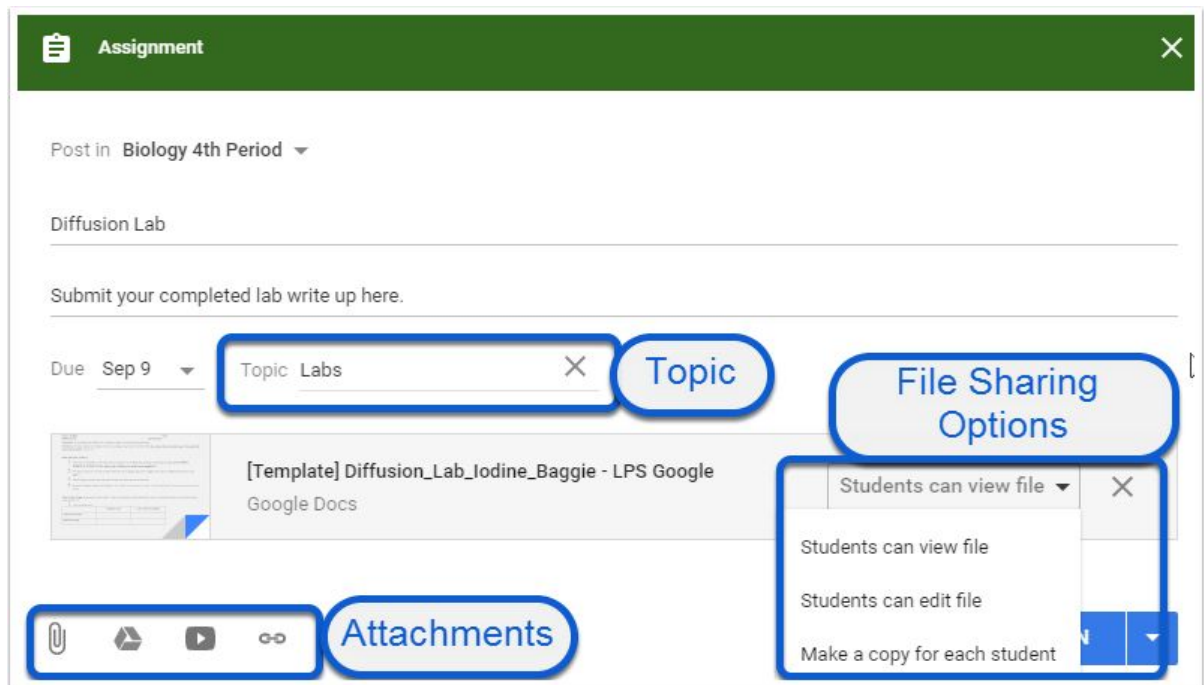 Assignment
Post in Biology 4th Period
Diffusion Lab
Submit your completed lab write up here.
Due Sep 9 Topic Labs Topic
File Sharing
Options
[Template] Diffusion_Lab_Iodine_Baggie - LPS Google
Google Docs
Students can view file
Students can view file
Students can edit file
Make a copy for each student
Attachments
N